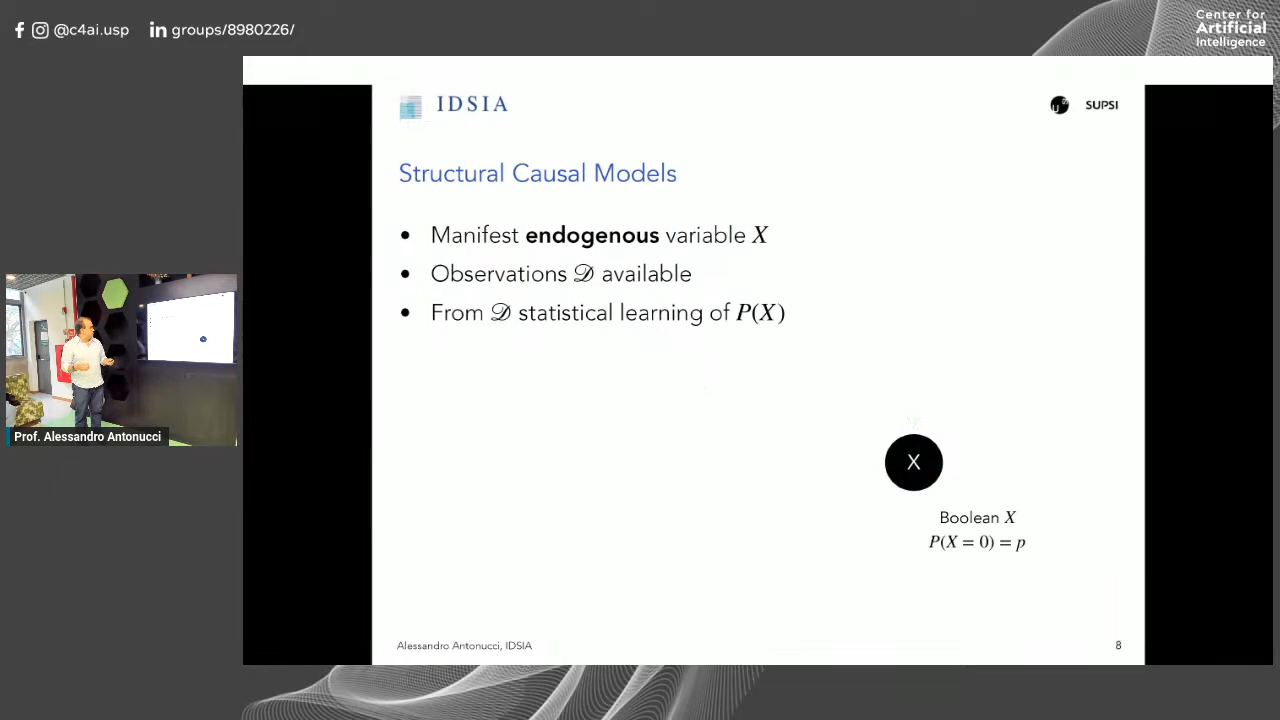 @c4ai.usp
groups/8980226/
Center for
Artificial
Intelligence
IDSIA
SUPSI
Structural Causal Models
• Manifest endogenous variable X
• Observations 𝒟 available
• From 𝒟 statistical learning of P(X)
X
Boolean X
P(X = 0) = p
Prof. Alessandro Antonucci
Alessandro Antonucci, IDSIA
8